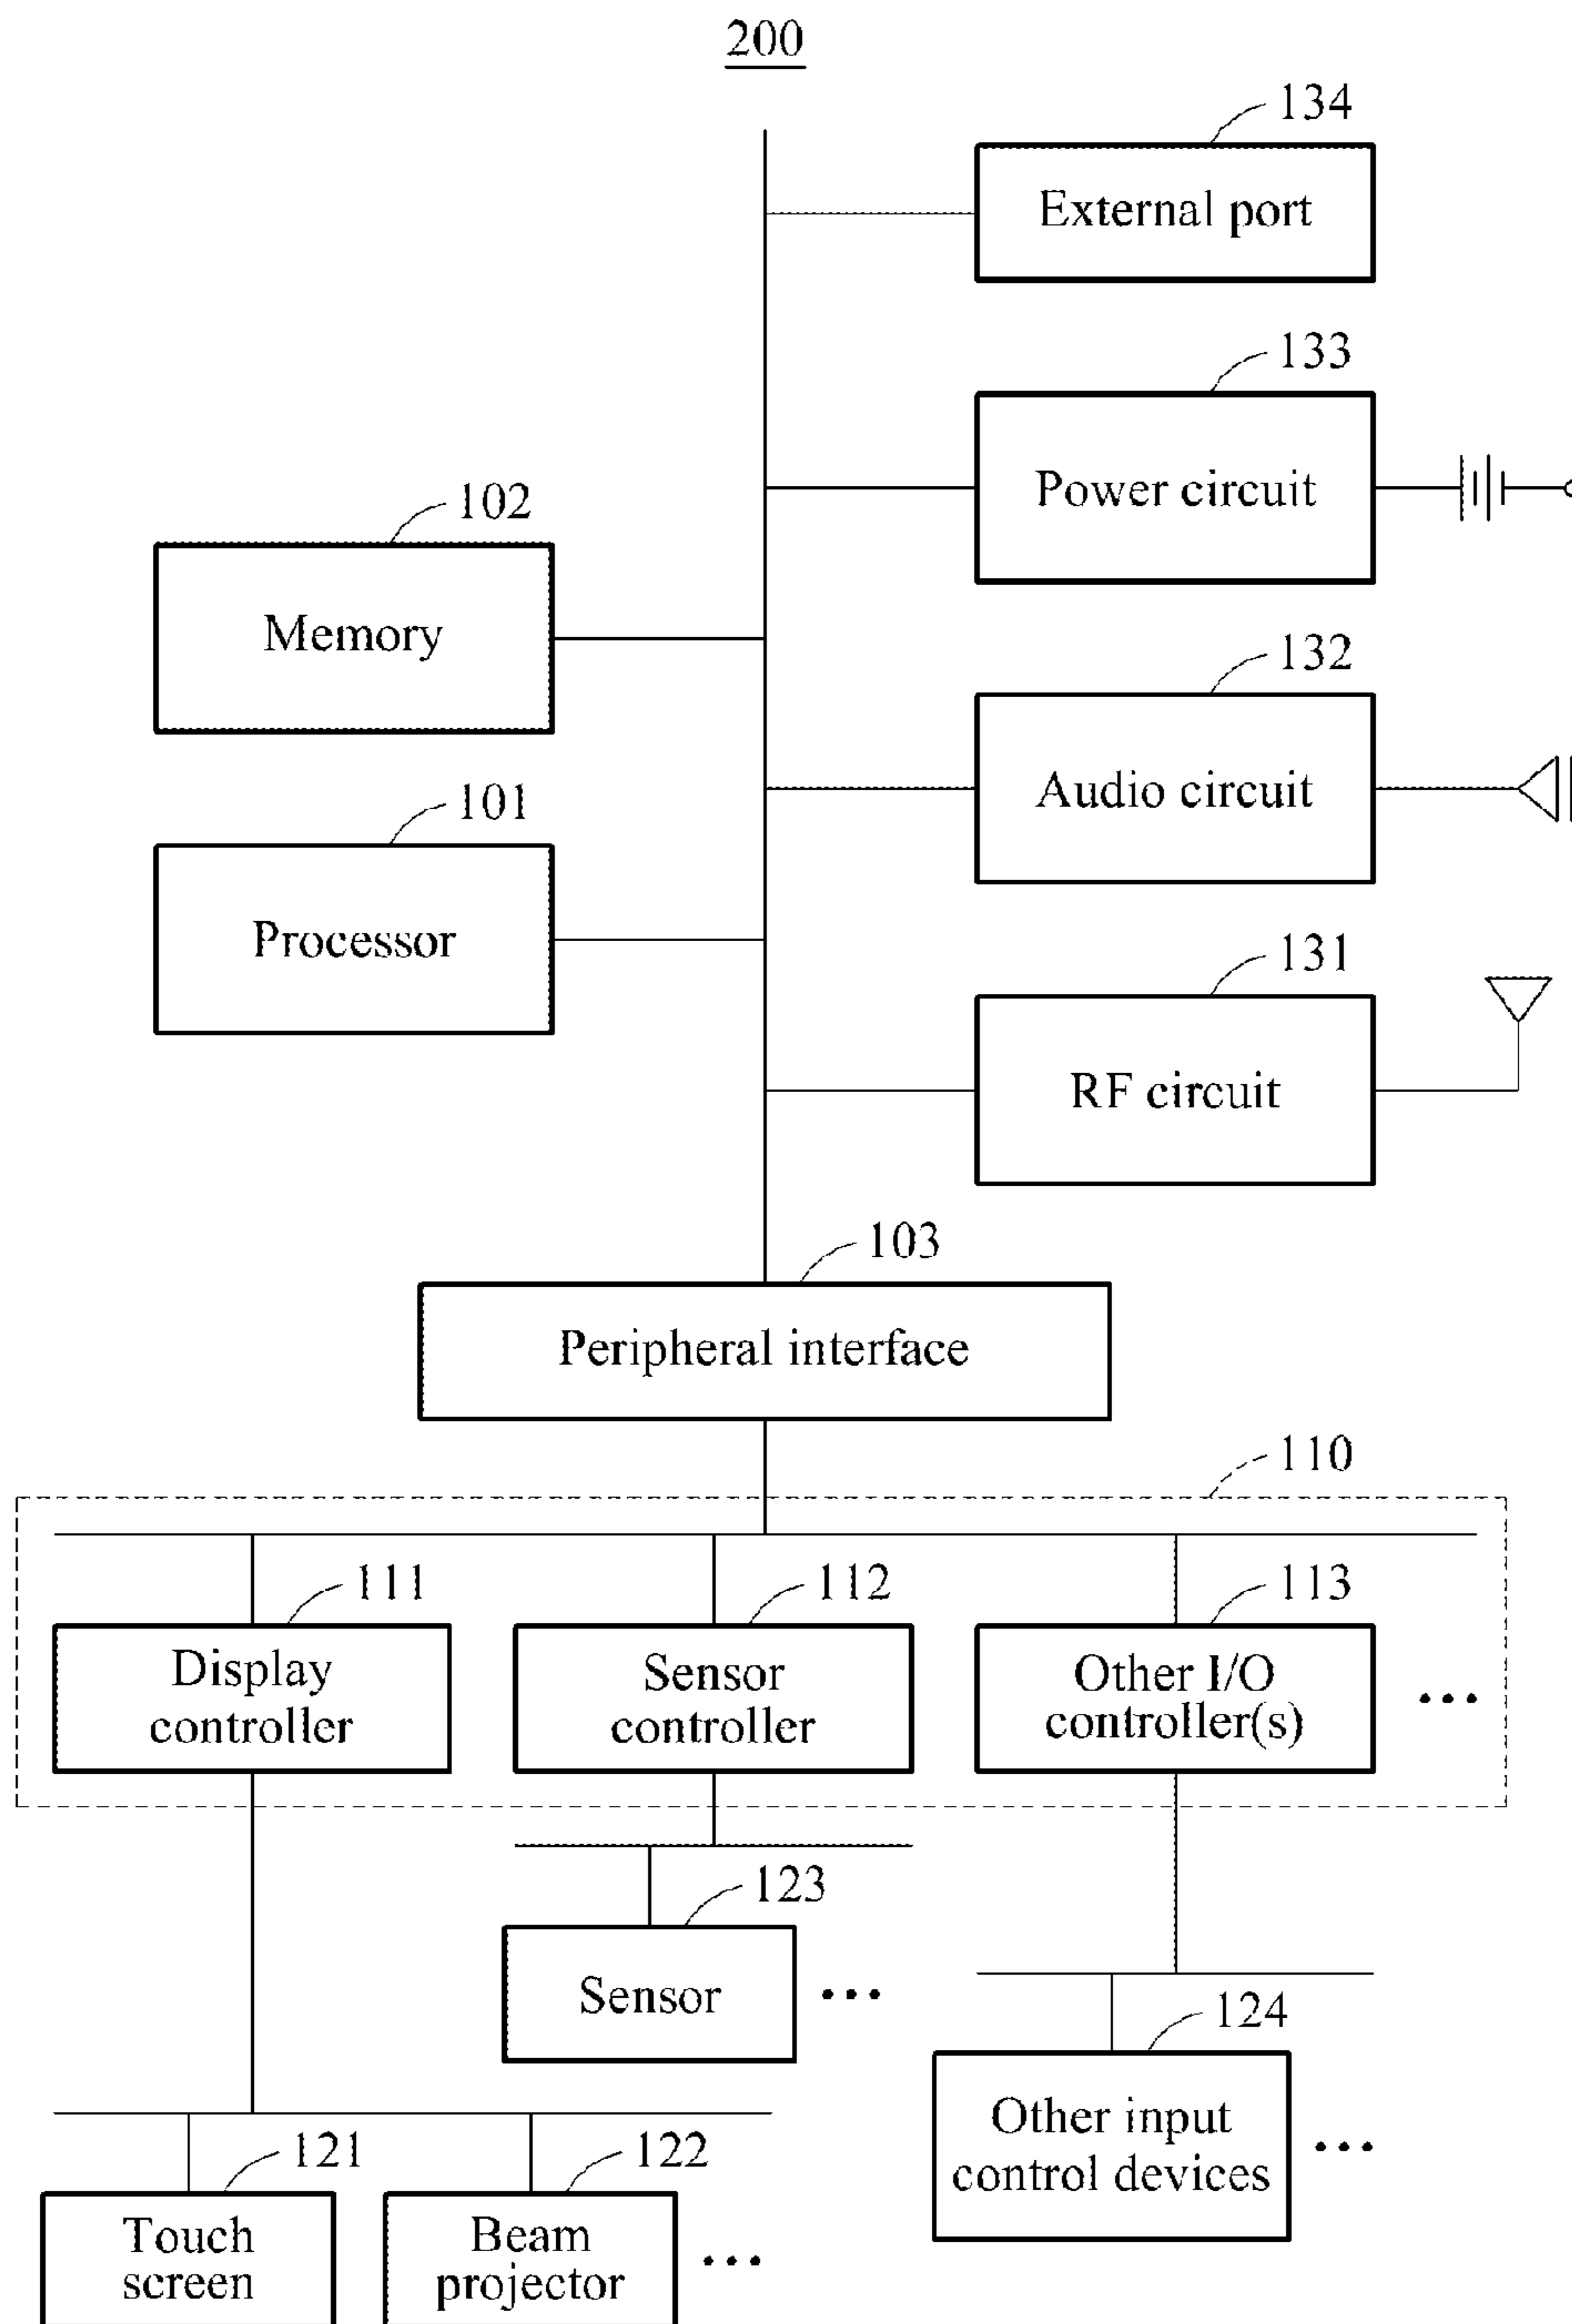 200
134
External port
133
Power circuit
102
Memory
132
Audio circuit
101
Processor
131
RF circuit
103
Peripheral interface
110
111
Display
controller
112
Sensor
controller
113
Other I/O
controller(s)
...
123
Sensor
...
124
Other input
control devices
...
121
Touch
screen
122
Beam
projector
...